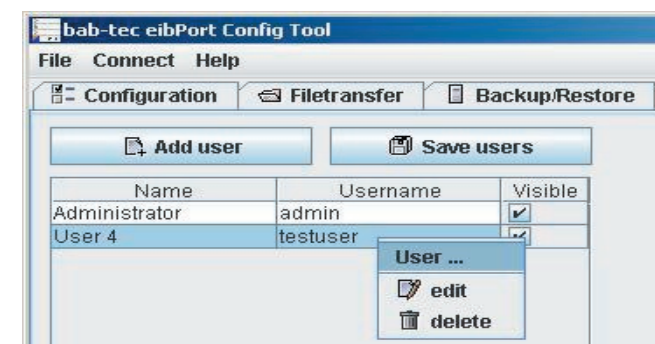 bab-tec eibPort Config Tool
File Connect Help
Configuration Filetransfer Backup/Restore
Add user Save users
Name Username Visible
Administrator admin
User 4 testuser
User ...
edit
delete